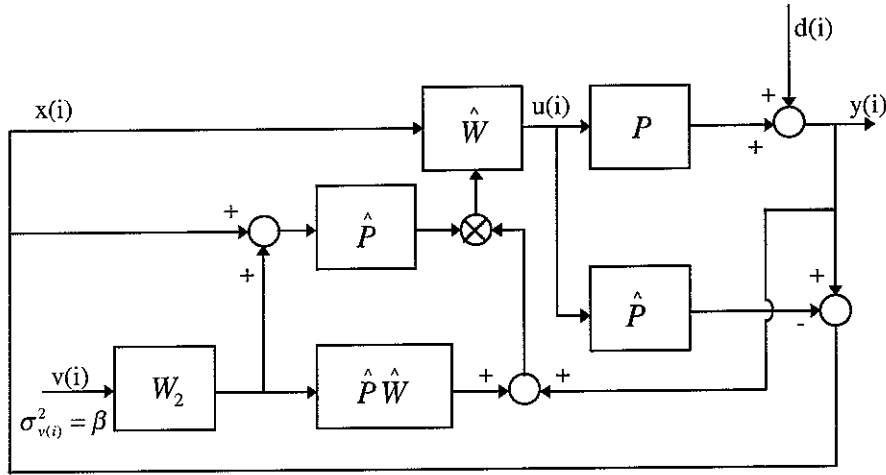 d(i)
x(i)
Ŵ
u(i)
P
+
+
y(i)
+
+
P̂
P̂
+
-
v(i)
σ²ᵥ₍ᵢ₎ = β
W₂
P̂ Ŵ
+
+